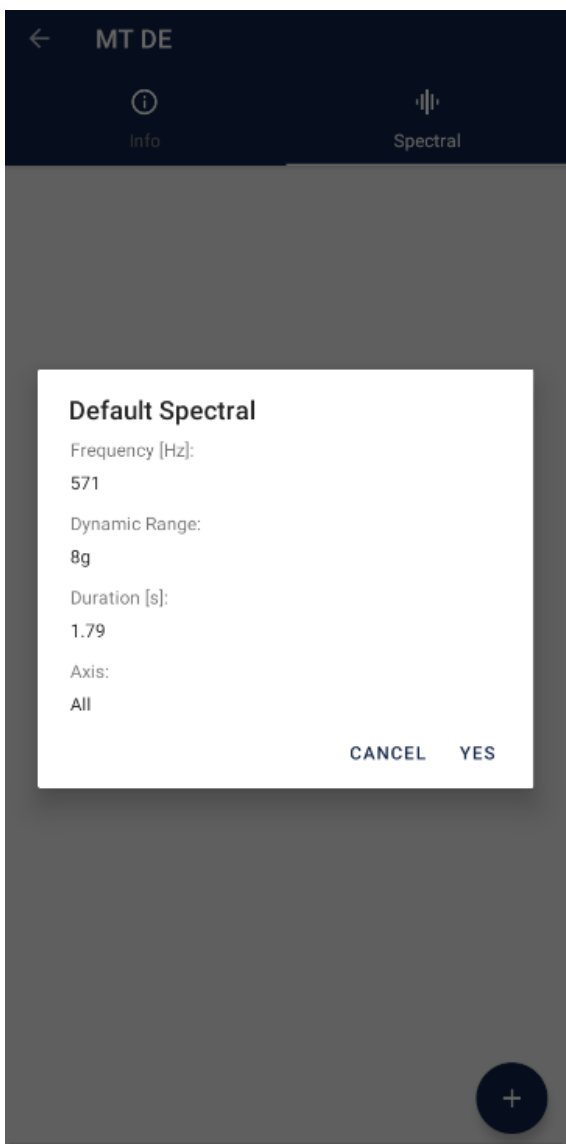 MT DE
Info
Spectral
Default Spectral
Frequency [Hz]:
571
Dynamic Range:
8g
Duration [s]:
1.79
Axis:
All
CANCEL YES